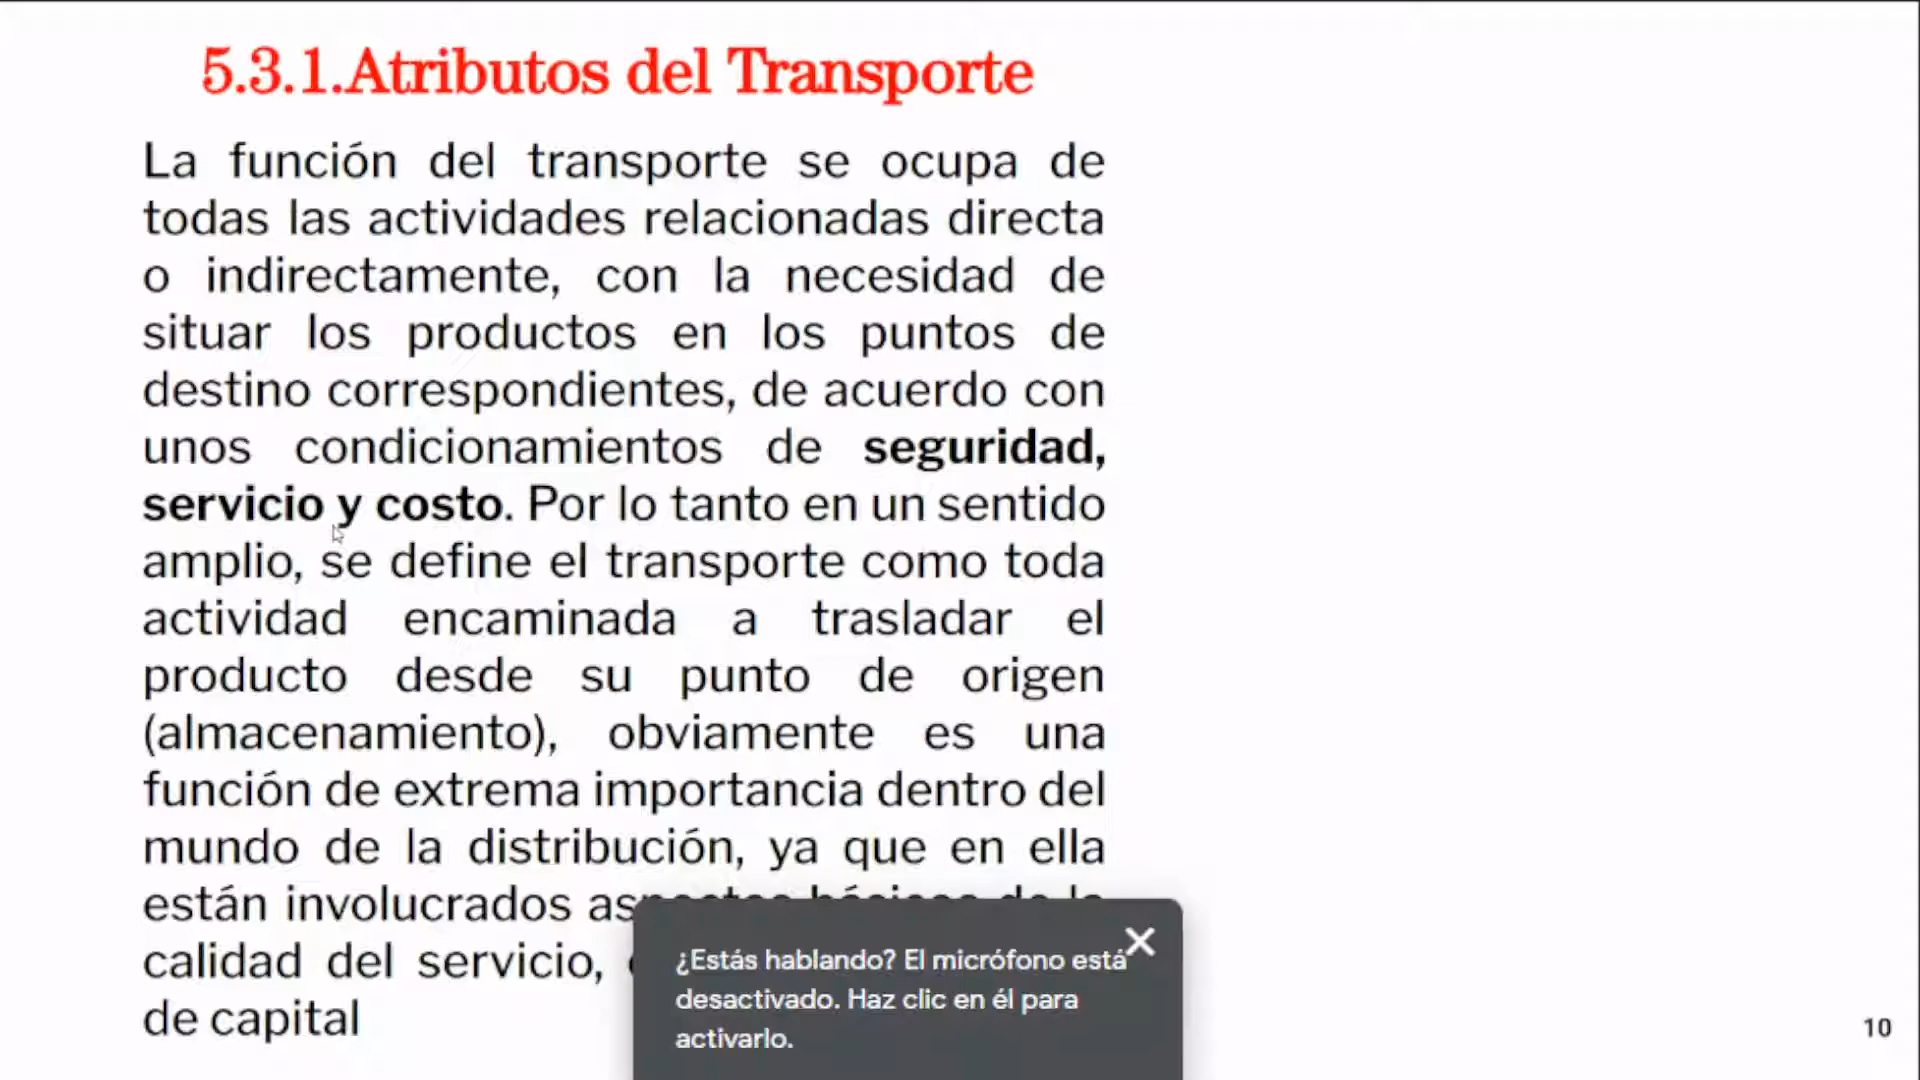 5.3.1.Atributos del Transporte
La función del transporte se ocupa de
todas las actividades relacionadas directa
o indirectamente, con la necesidad de
situar los productos en los puntos de
destino correspondientes, de acuerdo con
unos condicionamientos de seguridad,
servicio y costo. Por lo tanto en un sentido
amplio, se define el transporte como toda
actividad encaminada a trasladar el
producto desde su punto de origen
(almacenamiento), obviamente es una
función de extrema importancia dentro del
mundo de la distribución, ya que en ella
están involucrados aspectos básicos de la
calidad del servicio,
de capital
¿Estás hablando? El micrófono está
desactivado. Haz clic en él para
activarlo.
10